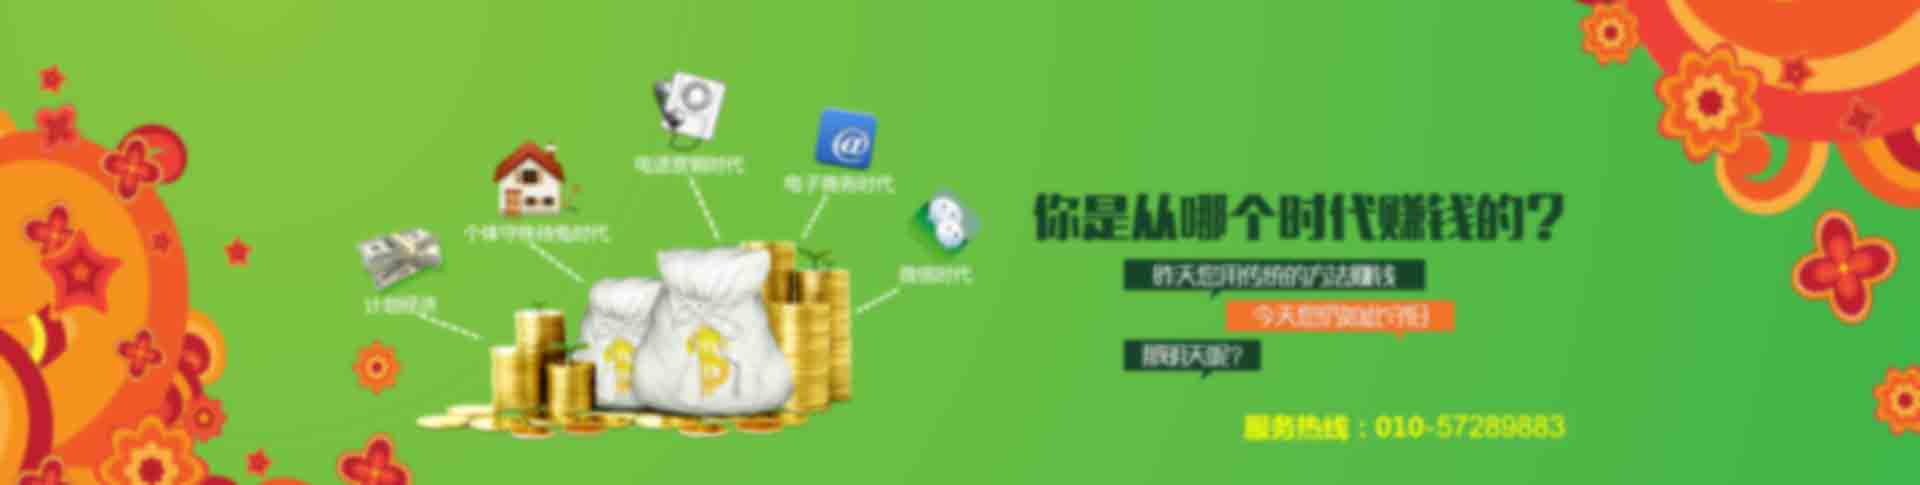 电话营销时代
电子商务时代
个体守株待兔时代
微信时代
计划经济
你是从哪个时代赚钱的？
昨天您用传统的方法赚钱
今天您仍如此守旧
那明天呢？
服务热线：010-57289883